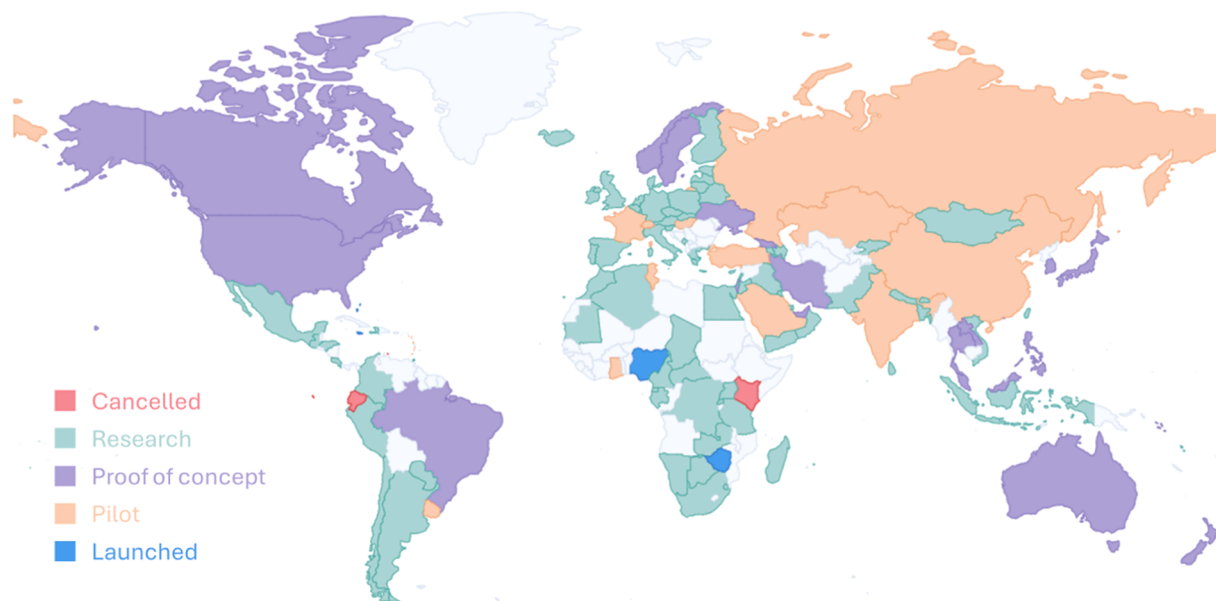 Cancelled
Research
Proof of concept
Pilot
Launched